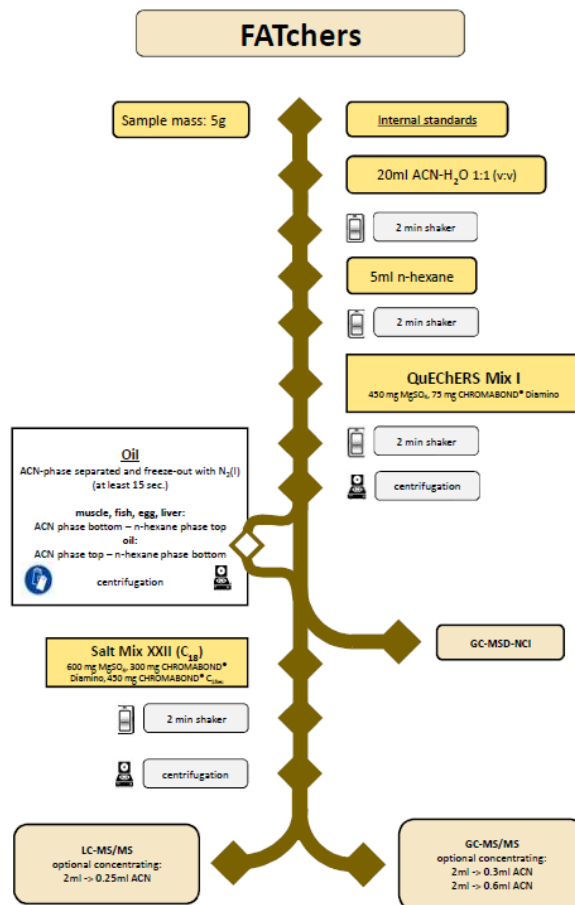 FATchers
Sample mass: 5g
Internal standards
20ml ACN-H₂O 1:1 (v:v)
2 min shaker
5ml n-hexane
2 min shaker
QuEChERS Mix I
450 mg MgSO₄, 75 mg CHROMABOND® Diamino
2 min shaker
centrifugation
Oil
ACN-phase separated and freeze-out with N₂(l)
(at least 15 sec.)
muscle, fish, egg, liver:
ACN phase bottom – n-hexane phase top
oil:
ACN phase top – n-hexane phase bottom
centrifugation
GC-MSD-NCI
Salt Mix XXII (C₁₈)
600 mg MgSO₄, 300 mg CHROMABOND®
Diamino, 450 mg CHROMABOND® C₁₈ₑc
2 min shaker
centrifugation
LC-MS/MS
optional concentrating:
2ml -> 0.25ml ACN
GC-MS/MS
optional concentrating:
2ml -> 0.3ml ACN
2ml -> 0.6ml ACN